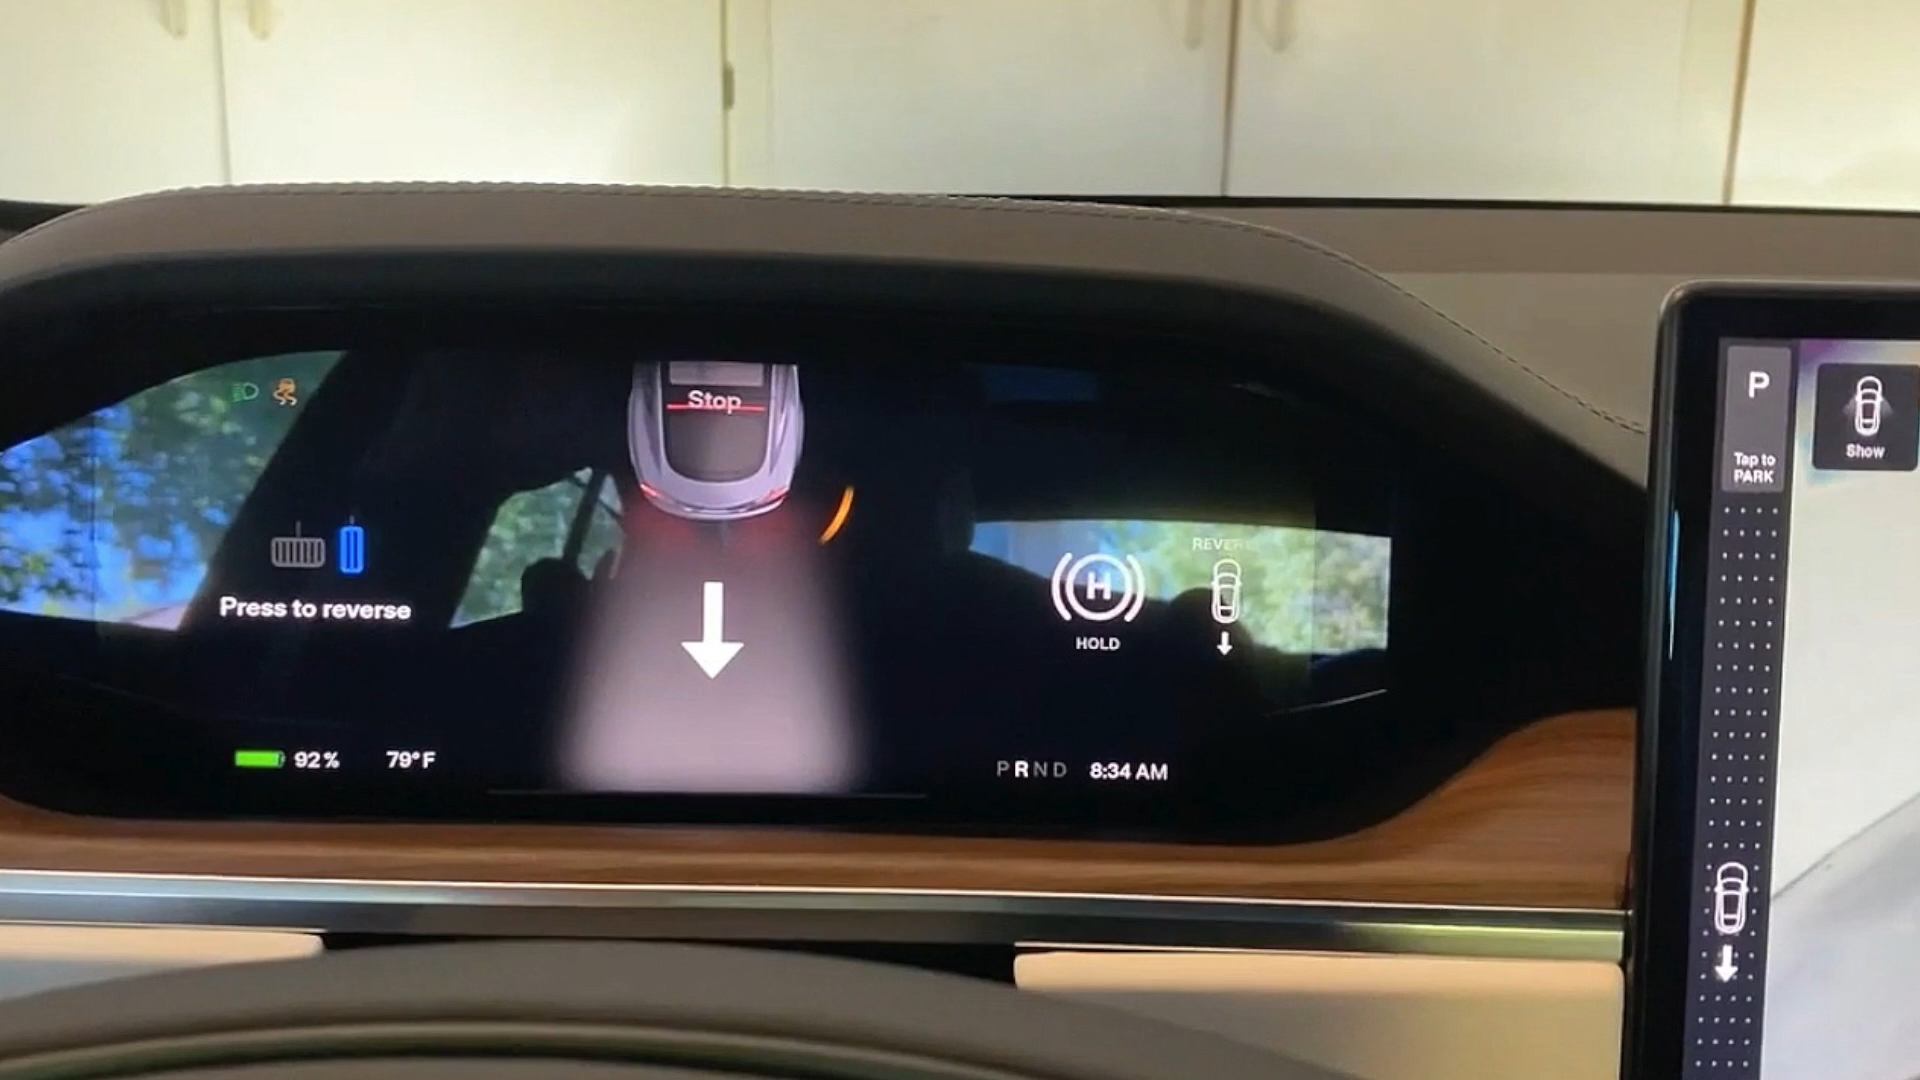 Stop
Press to reverse
92%
79°F
H
HOLD
REVERSE
P R N D
8:34 AM
P
Tap to
PARK
Show